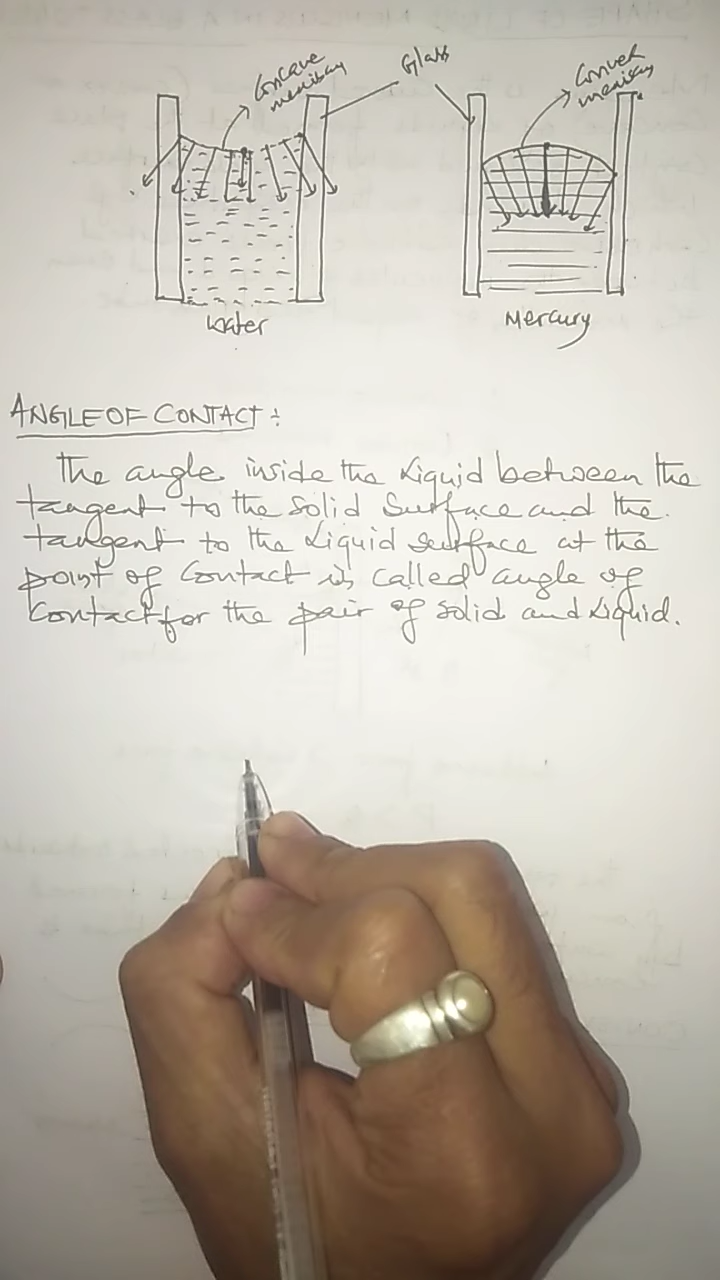 Concave
meniscus
Glass
Convex
meniscus
Water
Mercury
ANGLE OF CONTACT :
The angle inside the Liquid between the
tangent to the Solid Surface and the
tangent to the Liquid surface at the
point of Contact is called angle of
Contact for the pair of solid and Liquid.